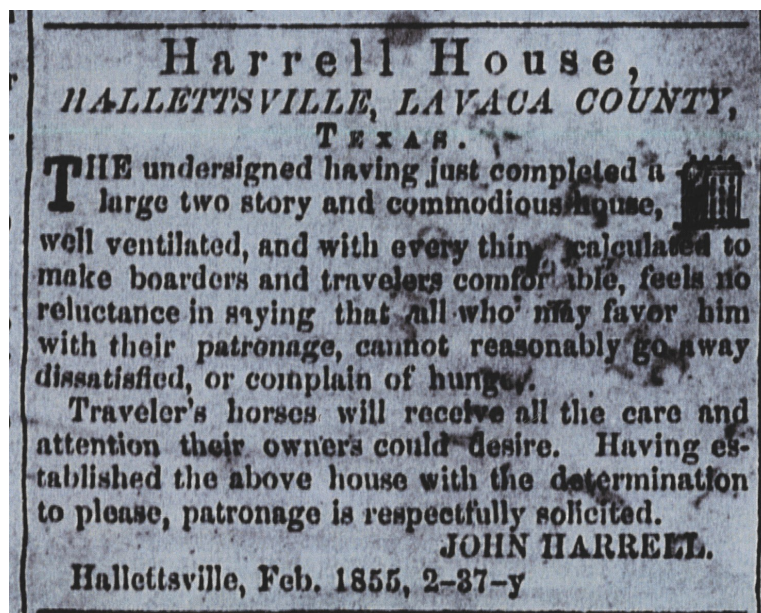 Harrell House,
HALLETTSVILLE, LAVACA COUNTY,
TEXAS.
THE undersigned having just completed a
large two story and commodious house,
well ventilated, and with every thing calculated to
make boarders and travelers comfortable, feels no
reluctance in saying that all who may favor him
with their patronage, cannot reasonably go away
dissatisfied, or complain of hunger.
Traveler's horses will receive all the care and
attention their owners could desire. Having es-
tablished the above house with the determination
to please, patronage is respectfully solicited.
JOHN HARRELL.
Hallettsville, Feb. 1855, 2-37-y